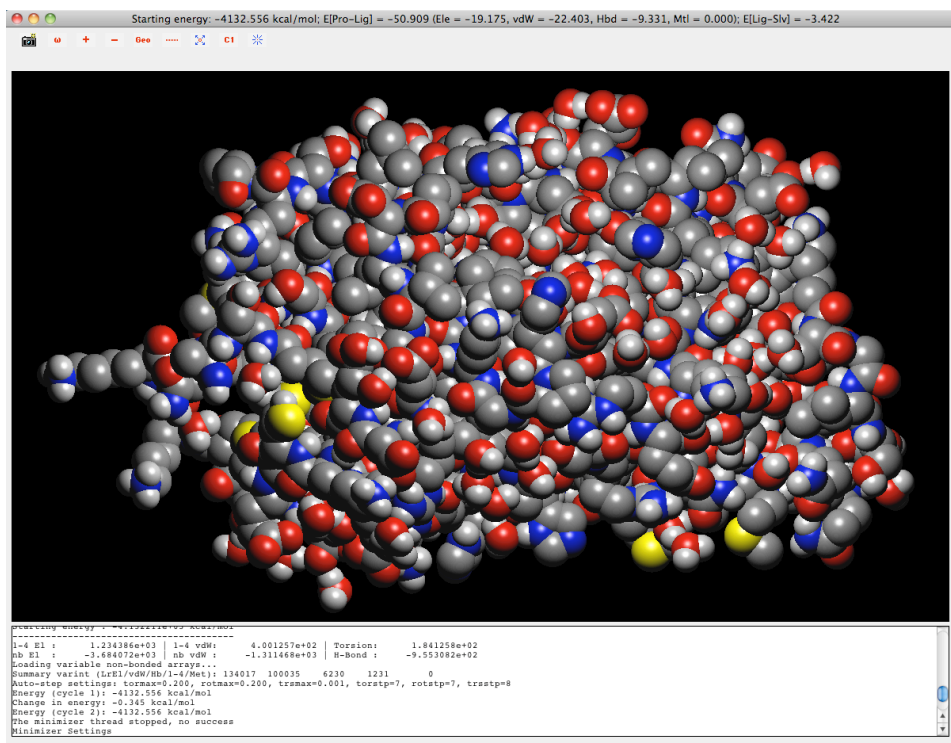 Starting energy: -4132.556 kcal/mol; E[Pro-Lig] = -50.909 (Ele = -19.175, vdW = -22.403, Hbd = -9.331, Mtl = 0.000); E[Lig-Slv] = -3.422
ω + − Geo C1
----------------------------------------
1-4 El : 1.234386e+03 | 1-4 vdW: 4.001257e+02 | Torsion: 1.841258e+02
nb El : -3.684072e+03 | nb vdW : -1.311468e+03 | H-Bond : -9.553082e+02
Loading variable non-bonded arrays...
Summary varint (LrEl/vdW/Hb/1-4/Met): 134017 100035 6230 1231 0
Auto-step settings: tormax=0.200, rotmax=0.200, trsmax=0.001, torstp=7, rotstp=7, trsstp=8
Energy (cycle 1): -4132.556 kcal/mol
Change in energy: -0.345 kcal/mol
Energy (cycle 2): -4132.556 kcal/mol
The minimizer thread stopped, no success
Minimizer Settings